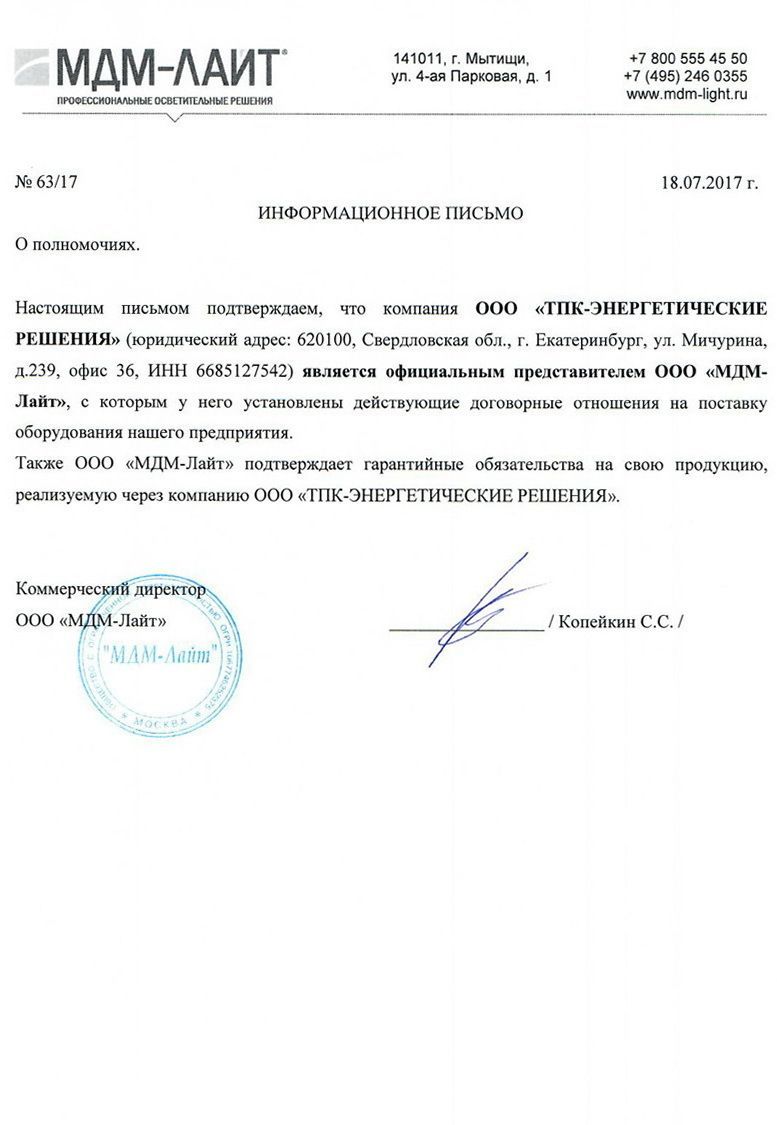 МДМ-ЛАЙТ®
ПРОФЕССИОНАЛЬНЫЕ ОСВЕТИТЕЛЬНЫЕ РЕШЕНИЯ
141011, г. Мытищи,
ул. 4-ая Парковая, д. 1
+7 800 555 45 50
+7 (495) 246 0355
www.mdm-light.ru
№ 63/17
18.07.2017 г.
ИНФОРМАЦИОННОЕ ПИСЬМО
О полномочиях.
Настоящим письмом подтверждаем, что компания ООО «ТПК-ЭНЕРГЕТИЧЕСКИЕ
РЕШЕНИЯ» (юридический адрес: 620100, Свердловская обл., г. Екатеринбург, ул. Мичурина,
д.239, офис 36, ИНН 6685127542) является официальным представителем ООО «МДМ-
Лайт», с которым у него установлены действующие договорные отношения на поставку
оборудования нашего предприятия.
Также ООО «МДМ-Лайт» подтверждает гарантийные обязательства на свою продукцию,
реализуемую через компанию ООО «ТПК-ЭНЕРГЕТИЧЕСКИЕ РЕШЕНИЯ».
Коммерческий директор
ООО «МДМ-Лайт»
/ Копейкин С.С. /
"МДМ-Лайт"
ОБЩЕСТВО С
ОГРН
* МОСКВА *